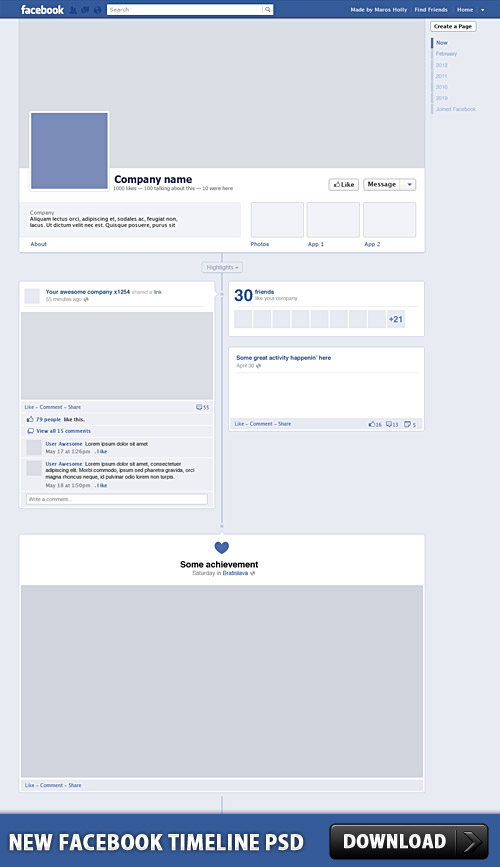 facebook
Search
Made by Maros Holly
Find Friends
Home
Create a Page
Now
February
2012
2011
2010
2010
Joined Facebook
Company name
1000 likes — 100 talking about this — 10 were here
Like
Message
Company
Aliquam lectus orci, adipiscing et, sodales ac, feugiat non,
lacus. Ut dictum velit nec est. Quisque posuere, purus sit
About
Photos
App 1
App 2
Highlights
Your awesome company x1254 shared a link
55 minutes ago
Like – Comment – Share
55
79 people like this.
View all 15 comments
User Awesome Lorem ipsum dolor sit amet
May 17 at 1:26pm . Like
User Awesome Lorem ipsum dolor sit amet, consectetuer
adipiscing elit. Morbi commodo, ipsum sed pharetra gravida, orci
magna rhoncus neque, id pulvinar odio lorem non turpis.
May 18 at 1:50pm . Like
Write a comment...
30 friends
like your company
+21
Some great activity happenin' here
April 30
Like – Comment – Share
16
13
5
Some achievement
Saturday in Bratislava
Like – Comment – Share
NEW FACEBOOK TIMELINE PSD
DOWNLOAD